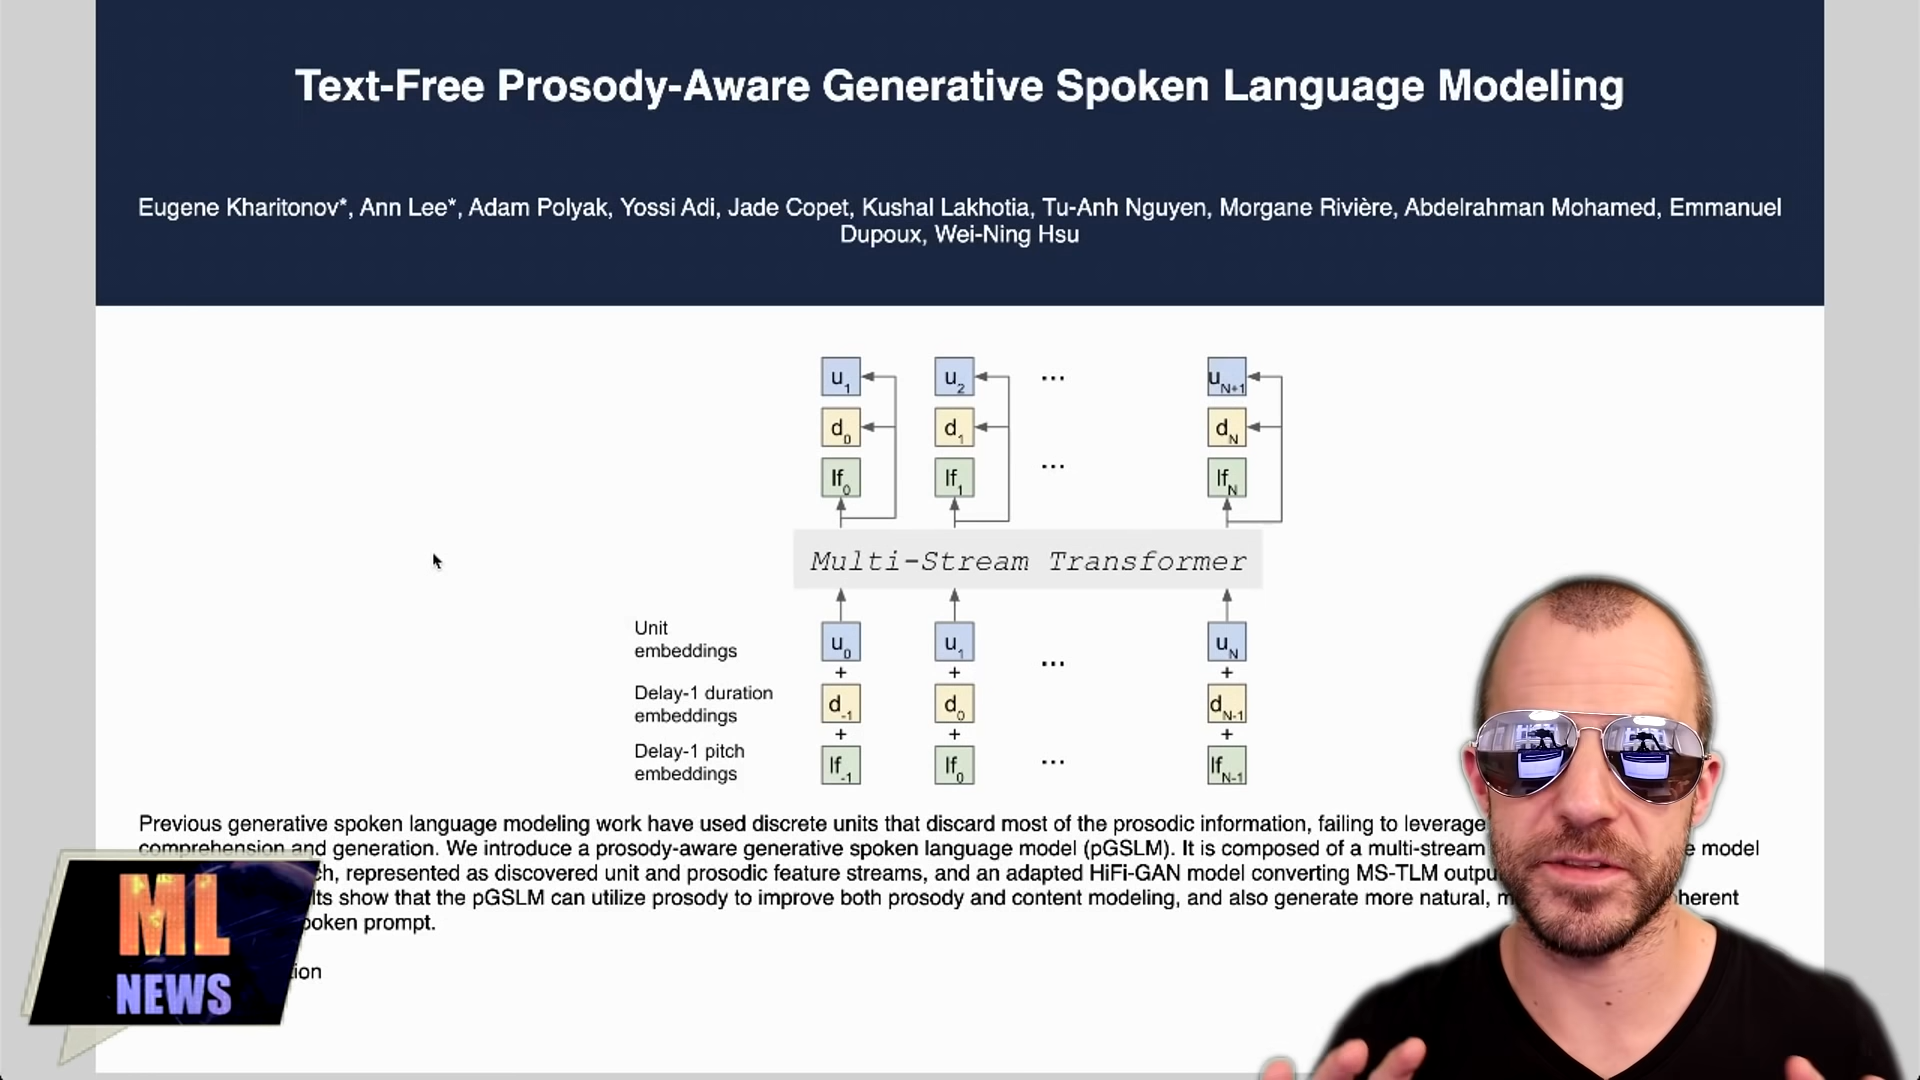 Text-Free Prosody-Aware Generative Spoken Language Modeling
Eugene Kharitonov*, Ann Lee*, Adam Polyak, Yossi Adi, Jade Copet, Kushal Lakhotia, Tu-Anh Nguyen, Morgane Rivière, Abdelrahman Mohamed, Emmanuel
Dupoux, Wei-Ning Hsu
u1 u2 ... uN+1
d0 d1 dN
lf0 lf1 ... lfN
Multi-Stream Transformer
Unit
embeddings
u0 u1 ... uN
+ + +
Delay-1 duration
embeddings
d-1 d0 dN-1
+ + +
Delay-1 pitch
embeddings
lf-1 lf0 ... lfN-1
Previous generative spoken language modeling work have used discrete units that discard most of the prosodic information, failing to leverage
comprehension and generation. We introduce a prosody-aware generative spoken language model (pGSLM). It is composed of a multi-stream model
represented as discovered unit and prosodic feature streams, and an adapted HiFi-GAN model converting MS-TLM
show that the pGSLM can utilize prosody to improve both prosody and content modeling, and also generate more natural,
prompt.
ML
NEWS